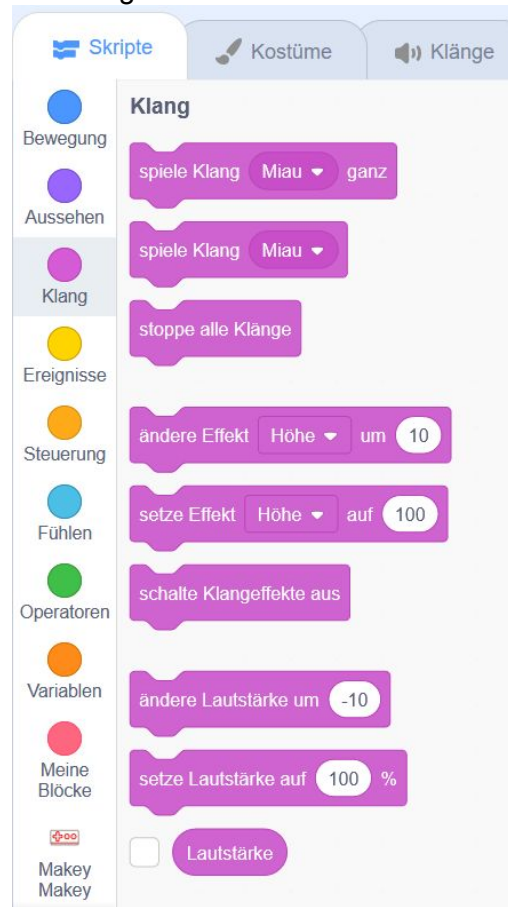 Skripte
Kostüme
Klänge
Bewegung
Aussehen
Klang
Ereignisse
Steuerung
Fühlen
Operatoren
Variablen
Meine
Blöcke
Makey
Makey
Klang
spiele Klang Miau ganz
spiele Klang Miau
stoppe alle Klänge
ändere Effekt Höhe um 10
setze Effekt Höhe auf 100
schalte Klangeffekte aus
ändere Lautstärke um -10
setze Lautstärke auf 100 %
Lautstärke